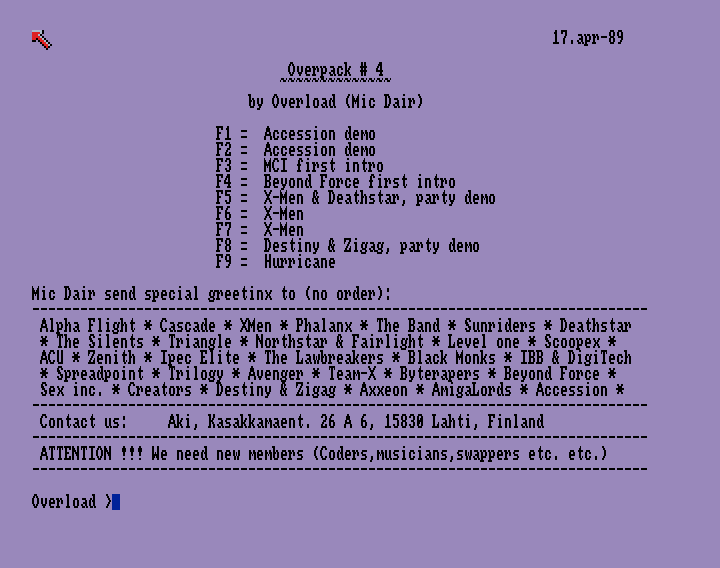 17.apr-89
Overpack # 4
~~~~~~~~~~~~~~
by Overload (Mic Dair)
F1 = Accession demo
F2 = Accession demo
F3 = MCI first intro
F4 = Beyond Force first intro
F5 = X-Men & Deathstar, party demo
F6 = X-Men
F7 = X-Men
F8 = Destiny & Zigag, party demo
F9 = Hurricane
Mic Dair send special greetinx to (no order):
-----------------------------------------------------------------------------
Alpha Flight * Cascade * XMen * Phalanx * The Band * Sunriders * Deathstar
* The Silents * Triangle * Northstar & Fairlight * Level one * Scoopex *
ACU * Zenith * Ipec Elite * The Lawbreakers * Black Monks * IBB & DigiTech
* Spreadpoint * Trilogy * Avenger * Team-X * Byterapers * Beyond Force *
Sex inc. * Creators * Destiny & Zigag * Axxeon * AmigaLords * Accession *
-----------------------------------------------------------------------------
Contact us: Aki, Kasakkamaent. 26 A 6, 15830 Lahti, Finland
-----------------------------------------------------------------------------
ATTENTION !!! We need new members (Coders,musicians,swappers etc. etc.)
-----------------------------------------------------------------------------
Overload >